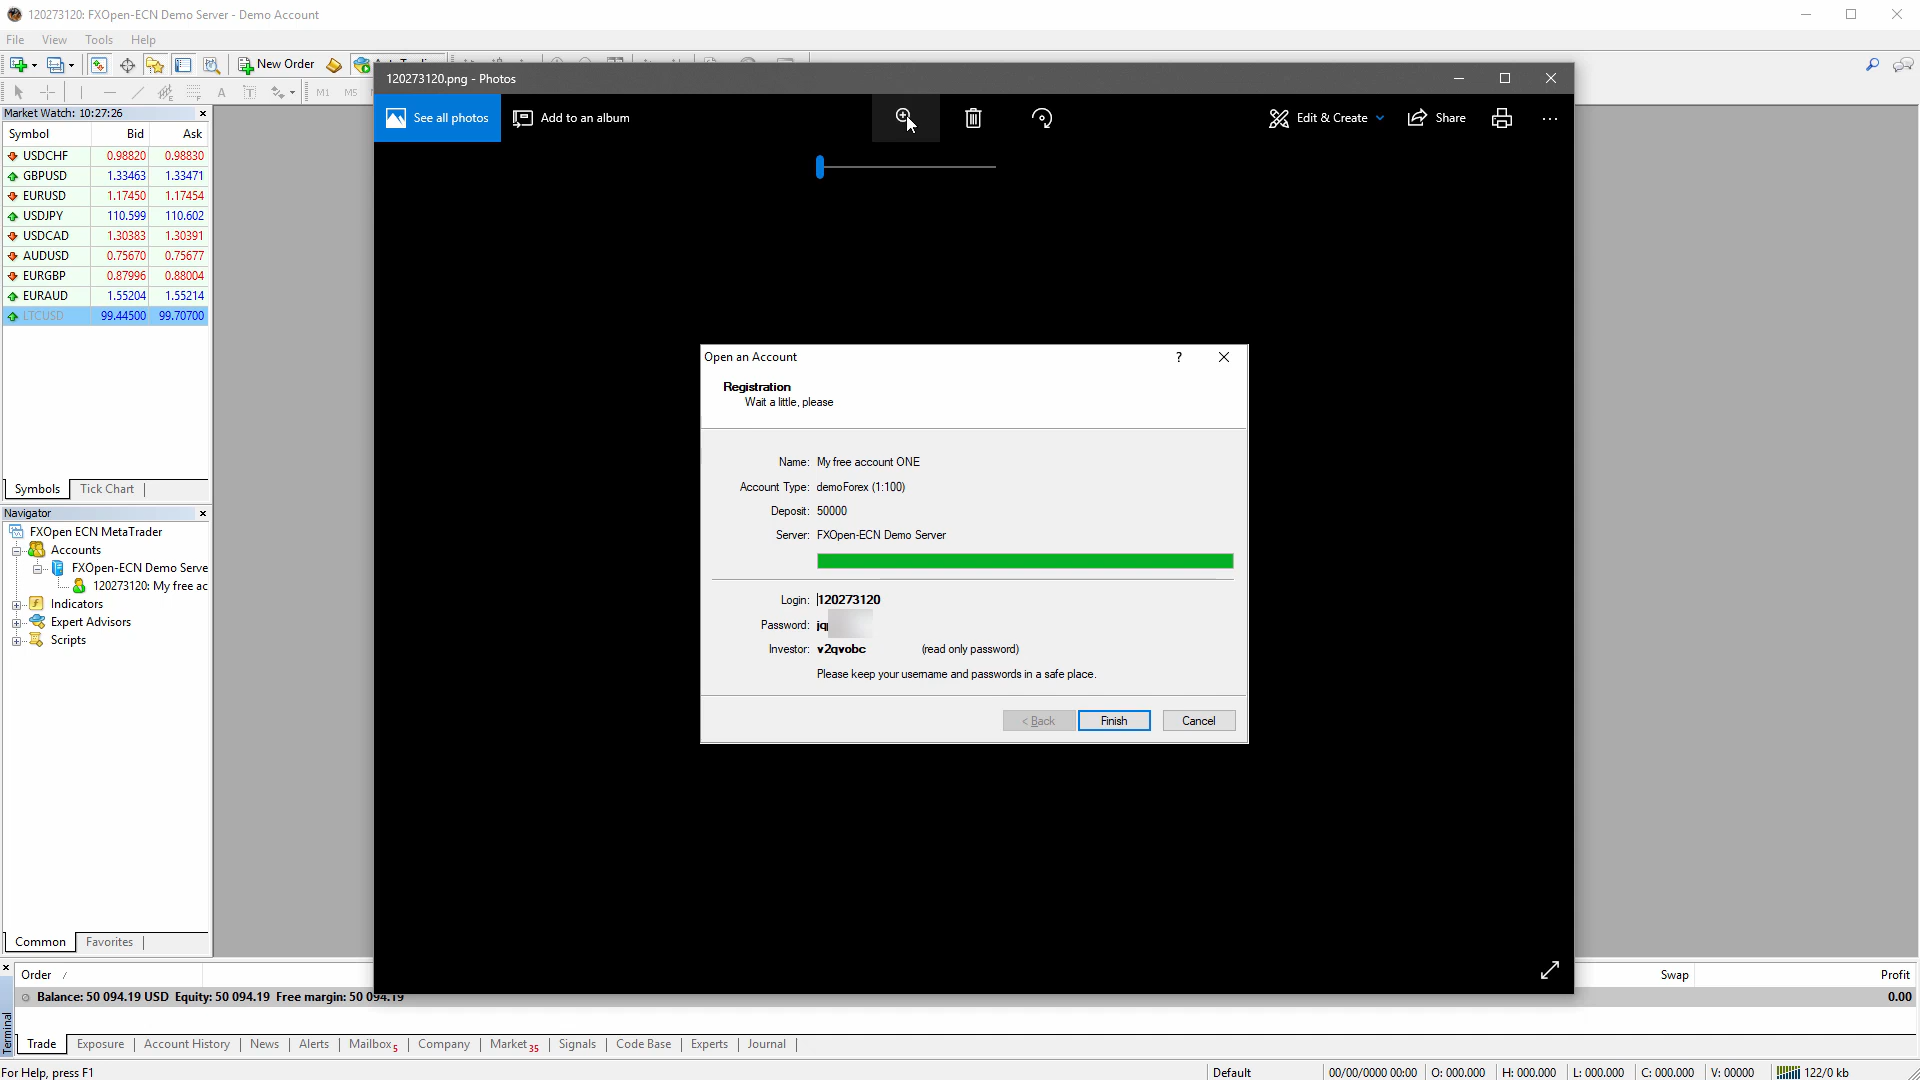 120273120: FXOpen-ECN Demo Server - Demo Account
File View Tools Help
New Order
M1 M5
Market Watch: 10:27:26
Symbol Bid Ask
USDCHF 0.98820 0.98830
GBPUSD 1.33463 1.33471
EURUSD 1.17450 1.17454
USDJPY 110.599 110.602
USDCAD 1.30383 1.30391
AUDUSD 0.75670 0.75677
EURGBP 0.87996 0.88004
EURAUD 1.55204 1.55214
LTCUSD 99.44500 99.70700
Symbols Tick Chart
Navigator
FXOpen ECN MetaTrader
Accounts
FXOpen-ECN Demo Serve
120273120: My free ac
Indicators
Expert Advisors
Scripts
Common Favorites
120273120.png - Photos
See all photos Add to an album Edit & Create Share
Open an Account ?
Registration
Wait a little, please
Name: My free account ONE
Account Type: demoForex (1:100)
Deposit: 50000
Server: FXOpen-ECN Demo Server
Login: 120273120
Password: jq
Investor: v2qvobc (read only password)
Please keep your username and passwords in a safe place.
< Back Finish Cancel
Order / Swap Profit
Balance: 50 094.19 USD Equity: 50 094.19 Free margin: 50 094.19 0.00
Terminal
Trade Exposure Account History News Alerts Mailbox 5 Company Market 35 Signals Code Base Experts Journal
For Help, press F1 Default 00/00/0000 00:00 O: 000.000 H: 000.000 L: 000.000 C: 000.000 V: 00000 122/0 kb